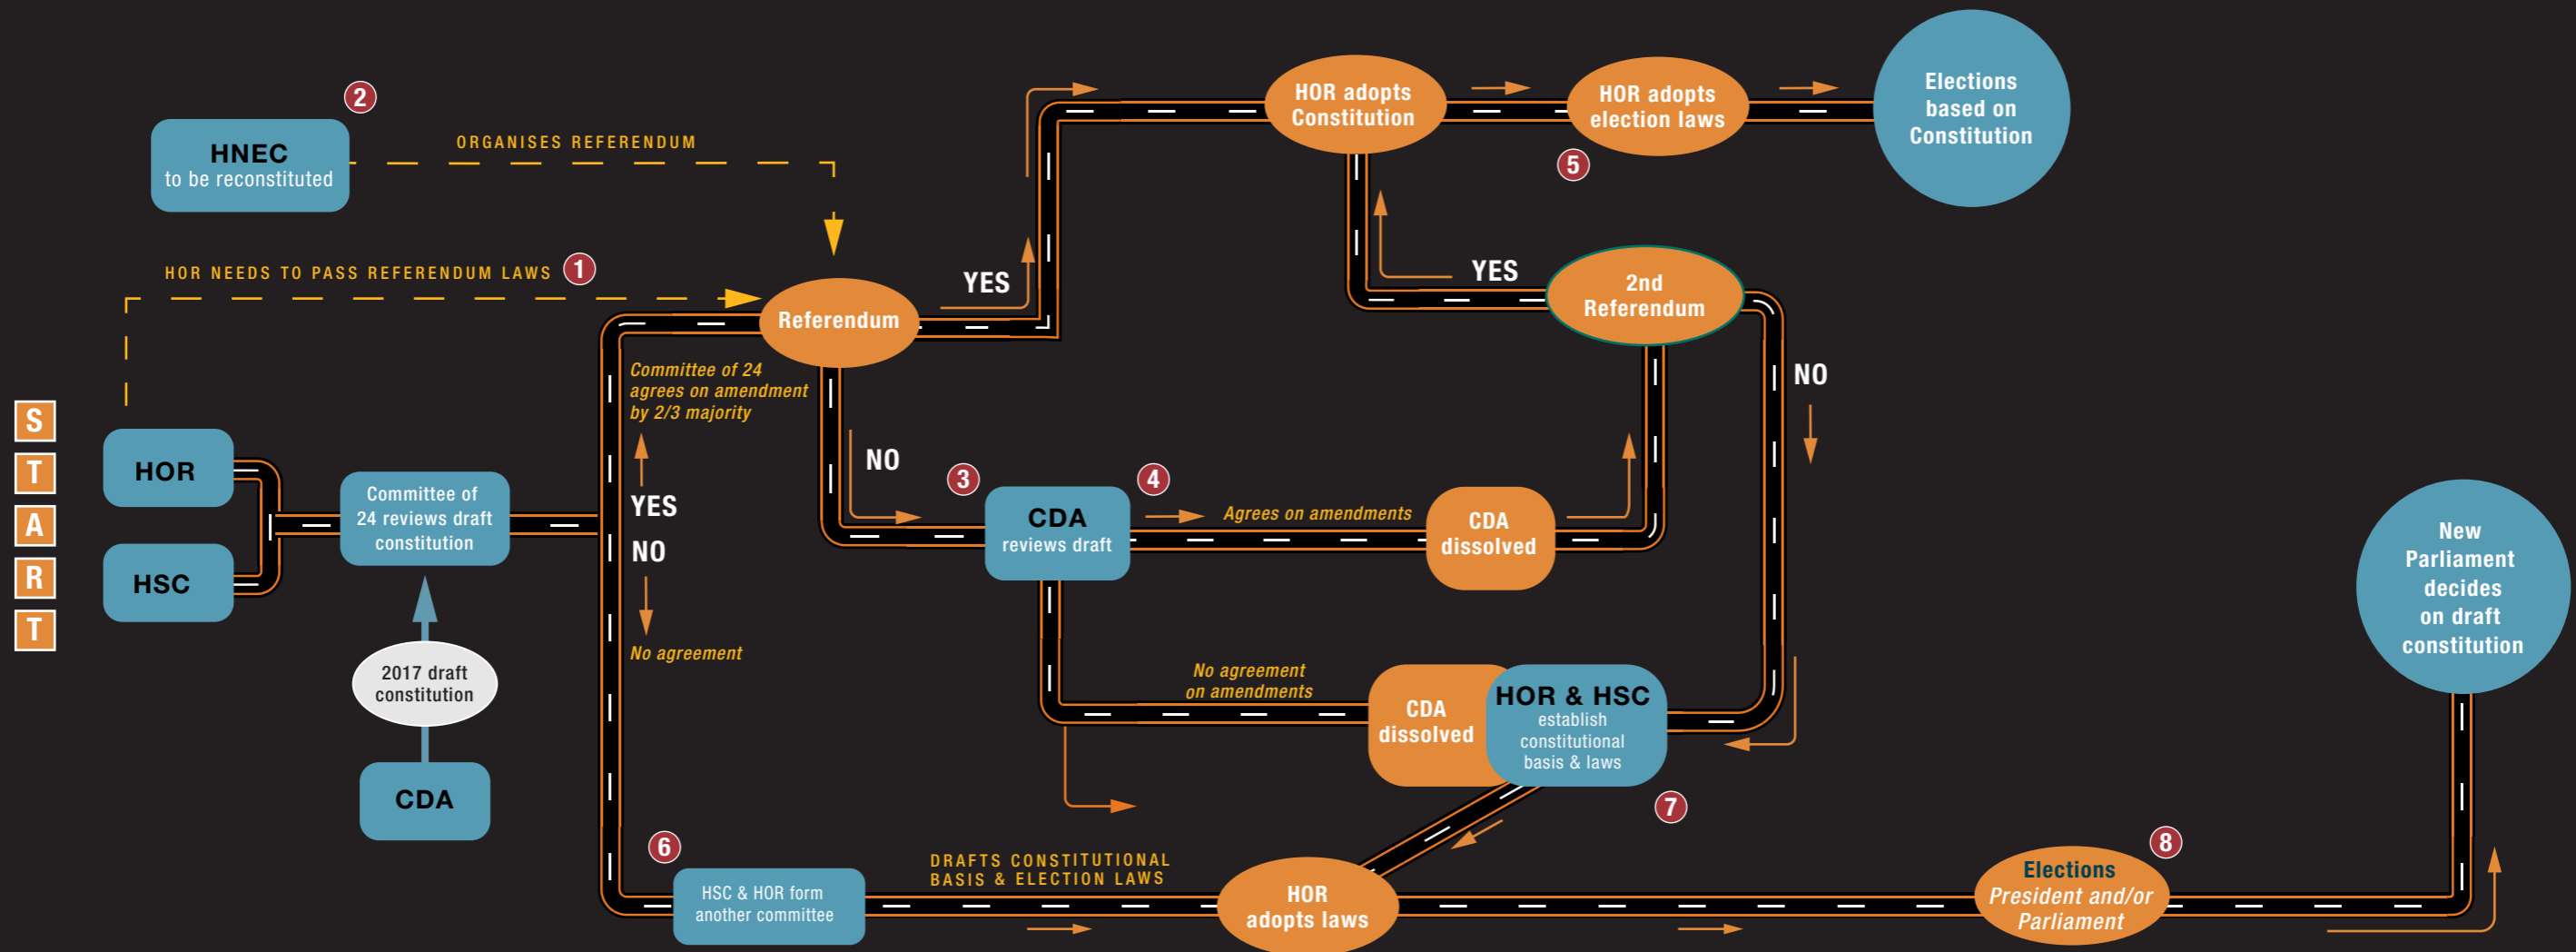 START
HOR
HSC
HOR NEEDS TO PASS REFERENDUM LAWS
1
HNEC
to be reconstituted
2
ORGANISES REFERENDUM
Committee of
24 reviews draft
constitution
2017 draft
constitution
CDA
Committee of 24
agrees on amendment
by 2/3 majority
YES
NO
No agreement
Referendum
YES
NO
HOR adopts
Constitution
HOR adopts
election laws
5
Elections
based on
Constitution
3
CDA
reviews draft
4
Agrees on amendments
CDA
dissolved
2nd
Referendum
YES
NO
No agreement
on amendments
CDA
dissolved
HOR & HSC
establish
constitutional
basis & laws
7
6
HSC & HOR form
another committee
DRAFTS CONSTITUTIONAL
BASIS & ELECTION LAWS
HOR
adopts laws
8
Elections
President and/or
Parliament
New
Parliament
decides
on draft
constitution